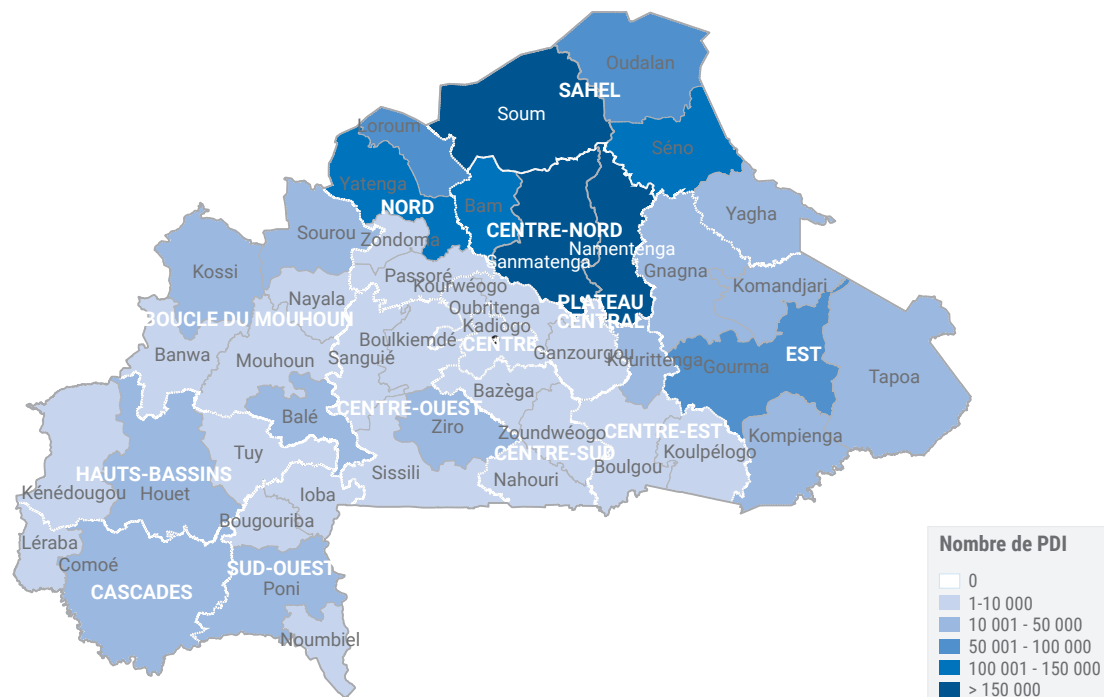 Oudalan
SAHEL
Soum
Loroum
Séno
Yatenga
NORD
Bam
Yagha
Sourou
Zondoma
CENTRE-NORD
Namentenga
Sanmatenga
Gnagna
Kossi
Passoré
Kourwéogo
Komandjari
Nayala
Oubritenga
PLATEAU
CENTRAL
BOUCLE DU MOUHOUN
Kadiogo
Boulkiemdé
CENTRE
Banwa
Sanguié
Ganzourgou
Kourittenga
EST
Mouhoun
Gourma
Tapoa
Bazèga
Balé
CENTRE-OUEST
Ziro
Zoundwéogo
CENTRE-EST
Kompienga
Tuy
CENTRE-SUD
Koulpélogo
HAUTS-BASSINS
Sissili
Boulgou
Nahouri
Kénédougou
Houet
Ioba
Bougouriba
Léraba
Comoé
SUD-OUEST
CASCADES
Poni
Noumbiel
Nombre de PDI
0
1-10 000
10 001 - 50 000
50 001 - 100 000
100 001 - 150 000
> 150 000